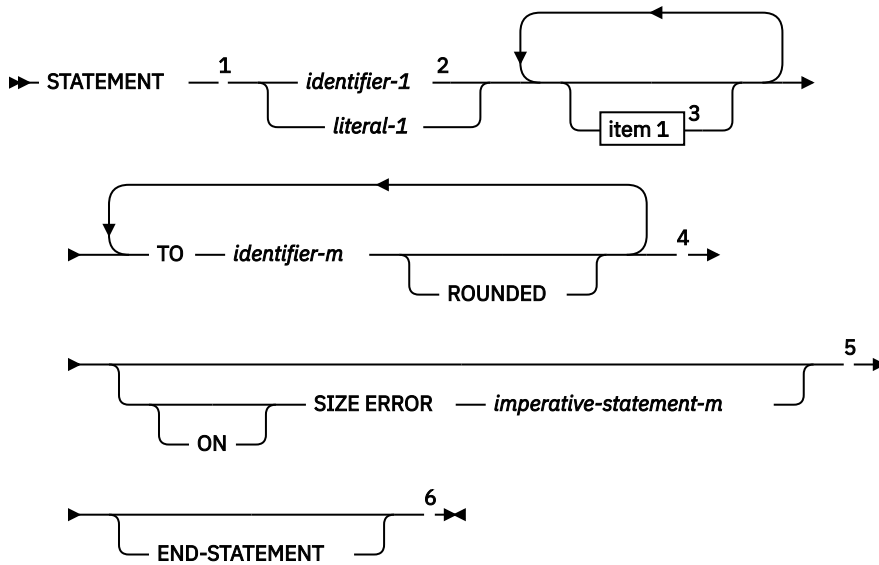 1 2
STATEMENT identifier-1
literal-1 item 1 3
TO identifier-m 4
ROUNDED
5
SIZE ERROR imperative-statement-m
ON
6
END-STATEMENT